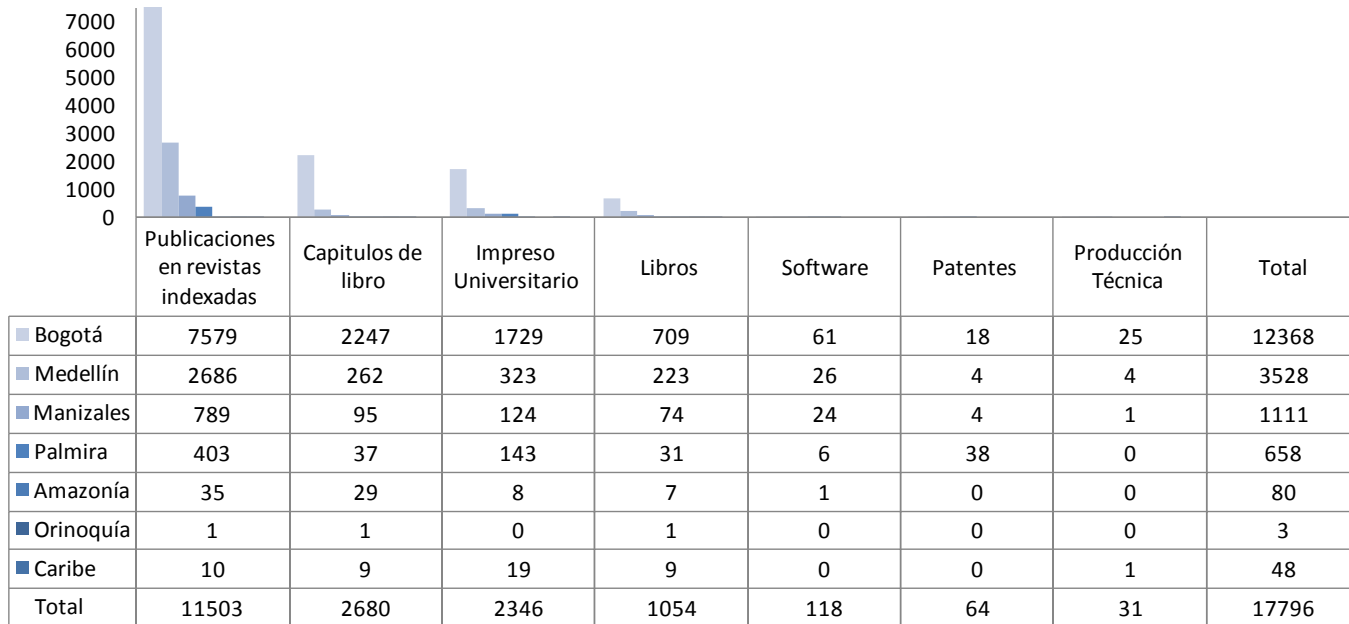 7000
6000
5000
4000
3000
2000
1000
0
Publicaciones en revistas indexadas Capitulos de libro Impreso Universitario Libros Software Patentes Producción Técnica Total
Bogotá 7579 2247 1729 709 61 18 25 12368
Medellín 2686 262 323 223 26 4 4 3528
Manizales 789 95 124 74 24 4 1 1111
Palmira 403 37 143 31 6 38 0 658
Amazonía 35 29 8 7 1 0 0 80
Orinoquía 1 1 0 1 0 0 0 3
Caribe 10 9 19 9 0 0 1 48
Total 11503 2680 2346 1054 118 64 31 17796